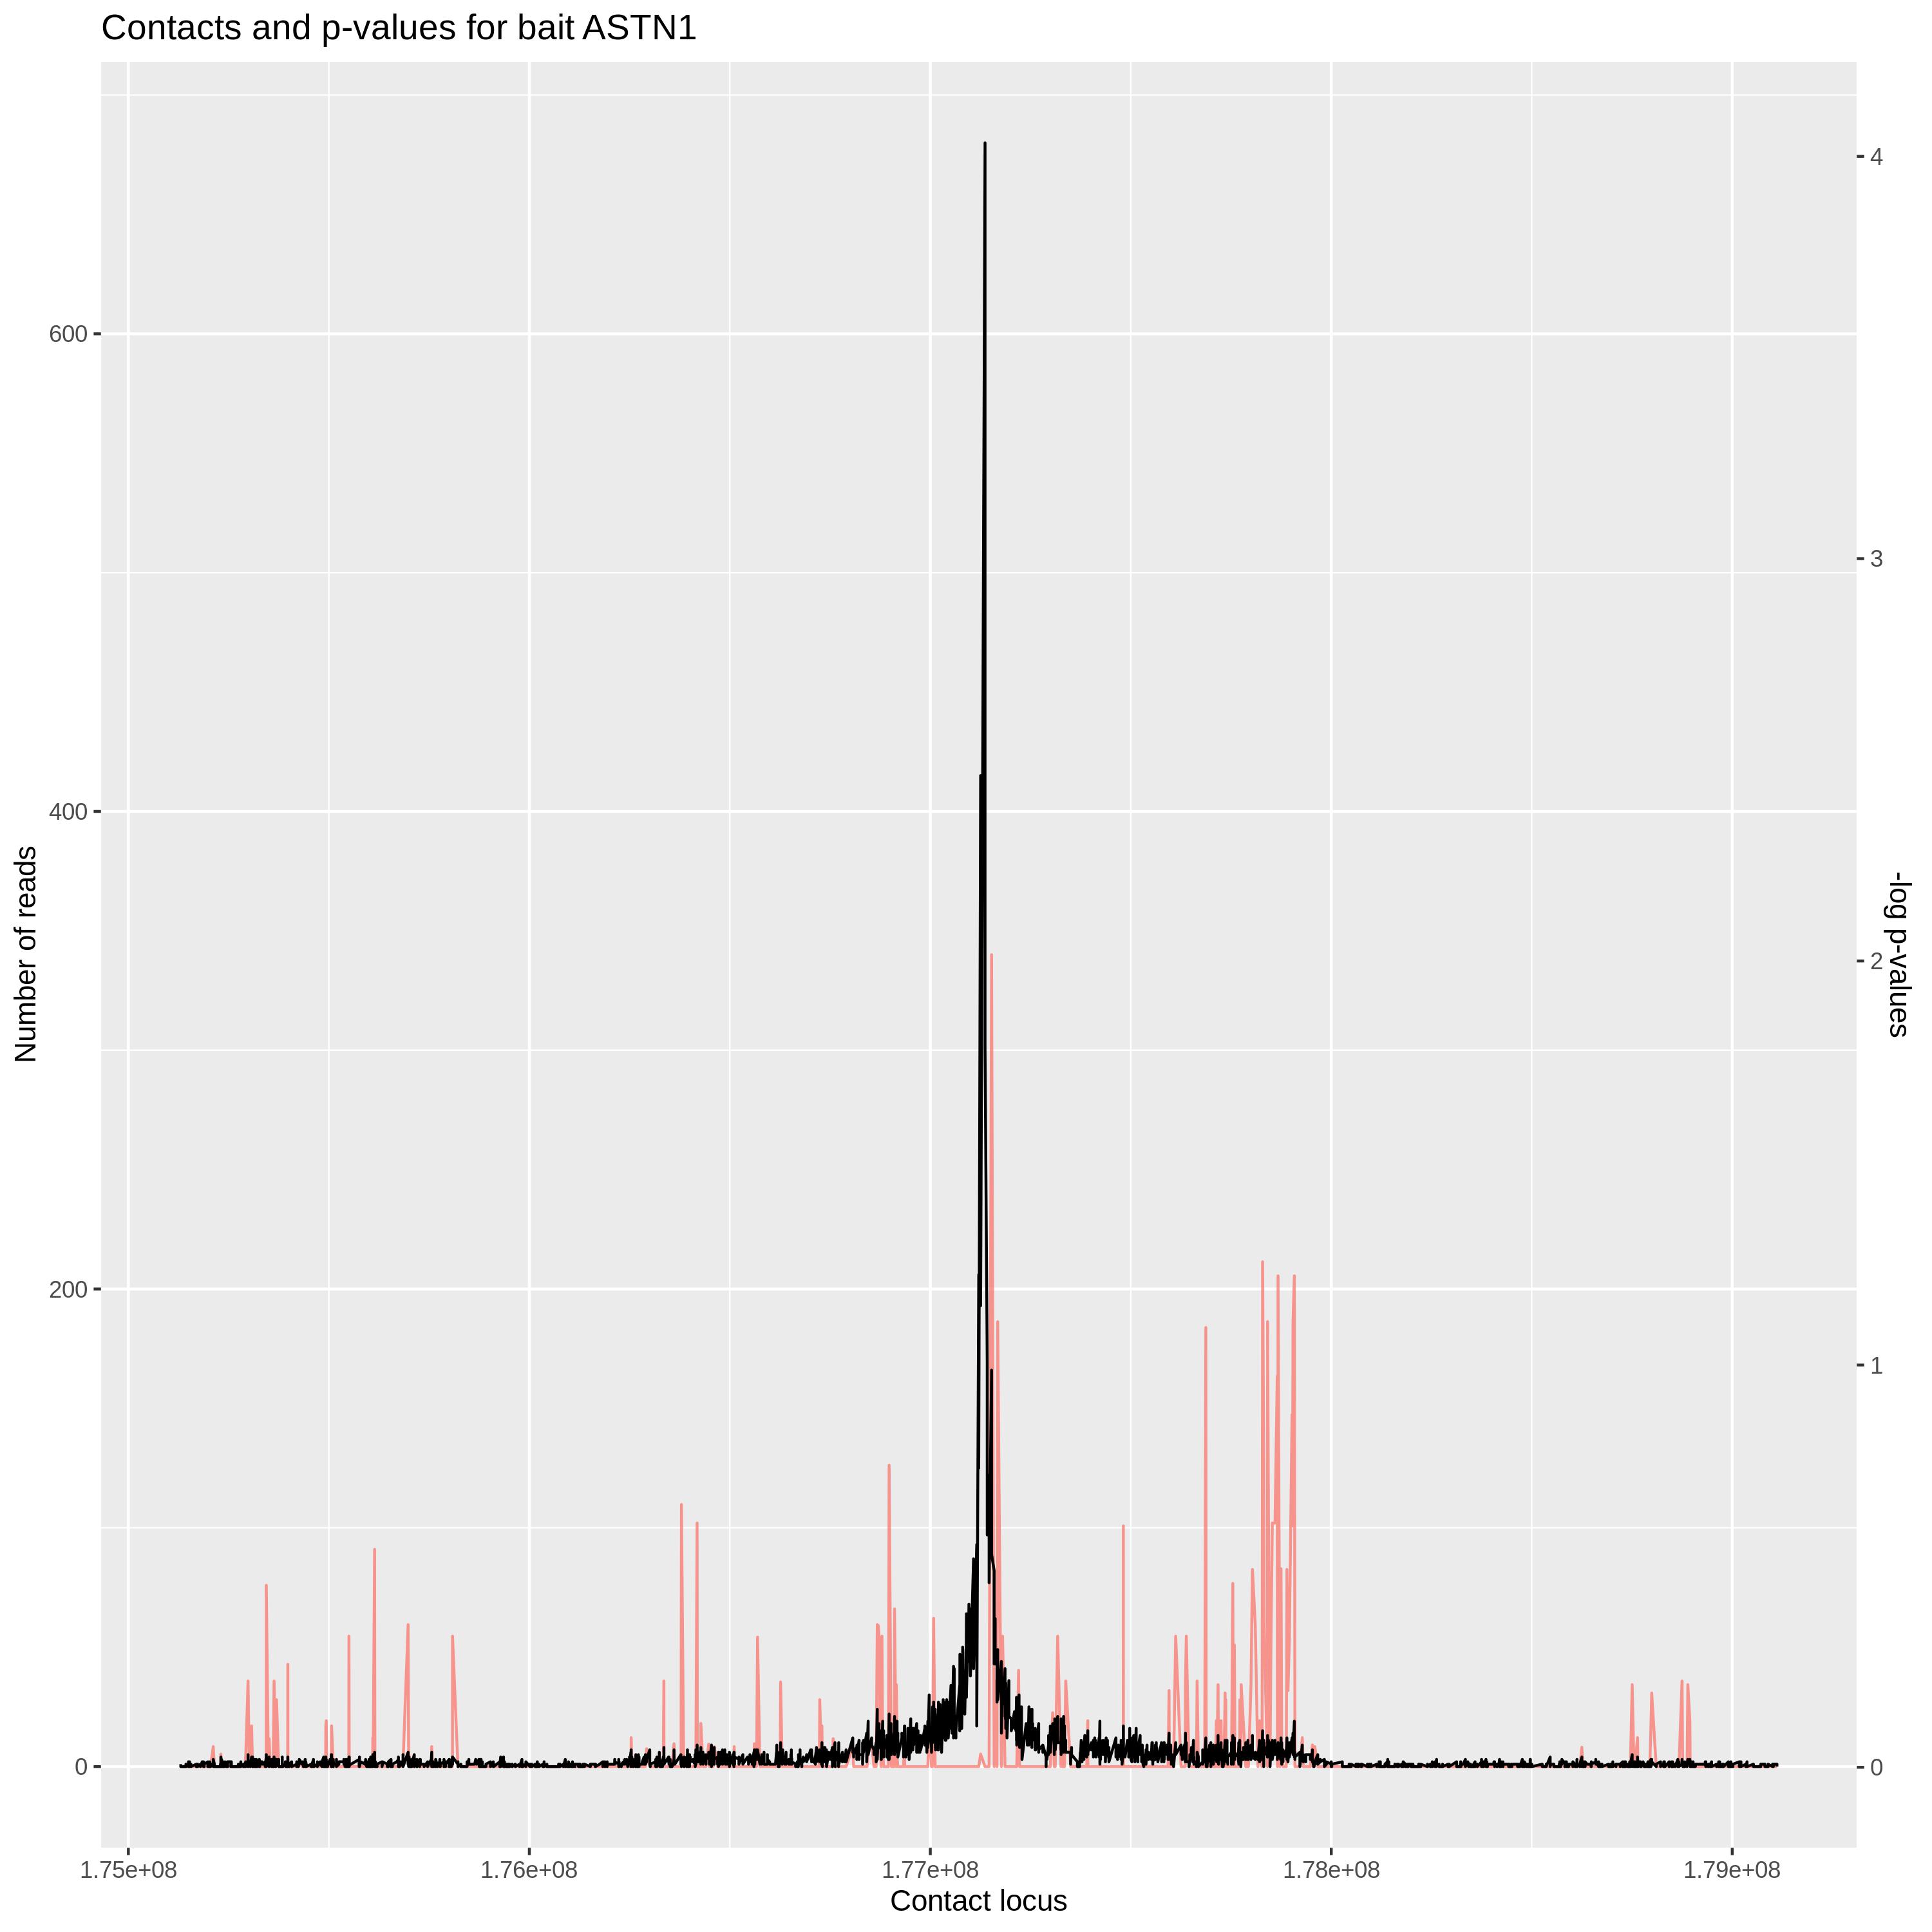 Contacts and p-values for bait ASTN1
Number of reads
600
400
200
0
4
3
2
1
0
-log p-values
1.75e+08
1.76e+08
1.77e+08
1.78e+08
1.79e+08
Contact locus